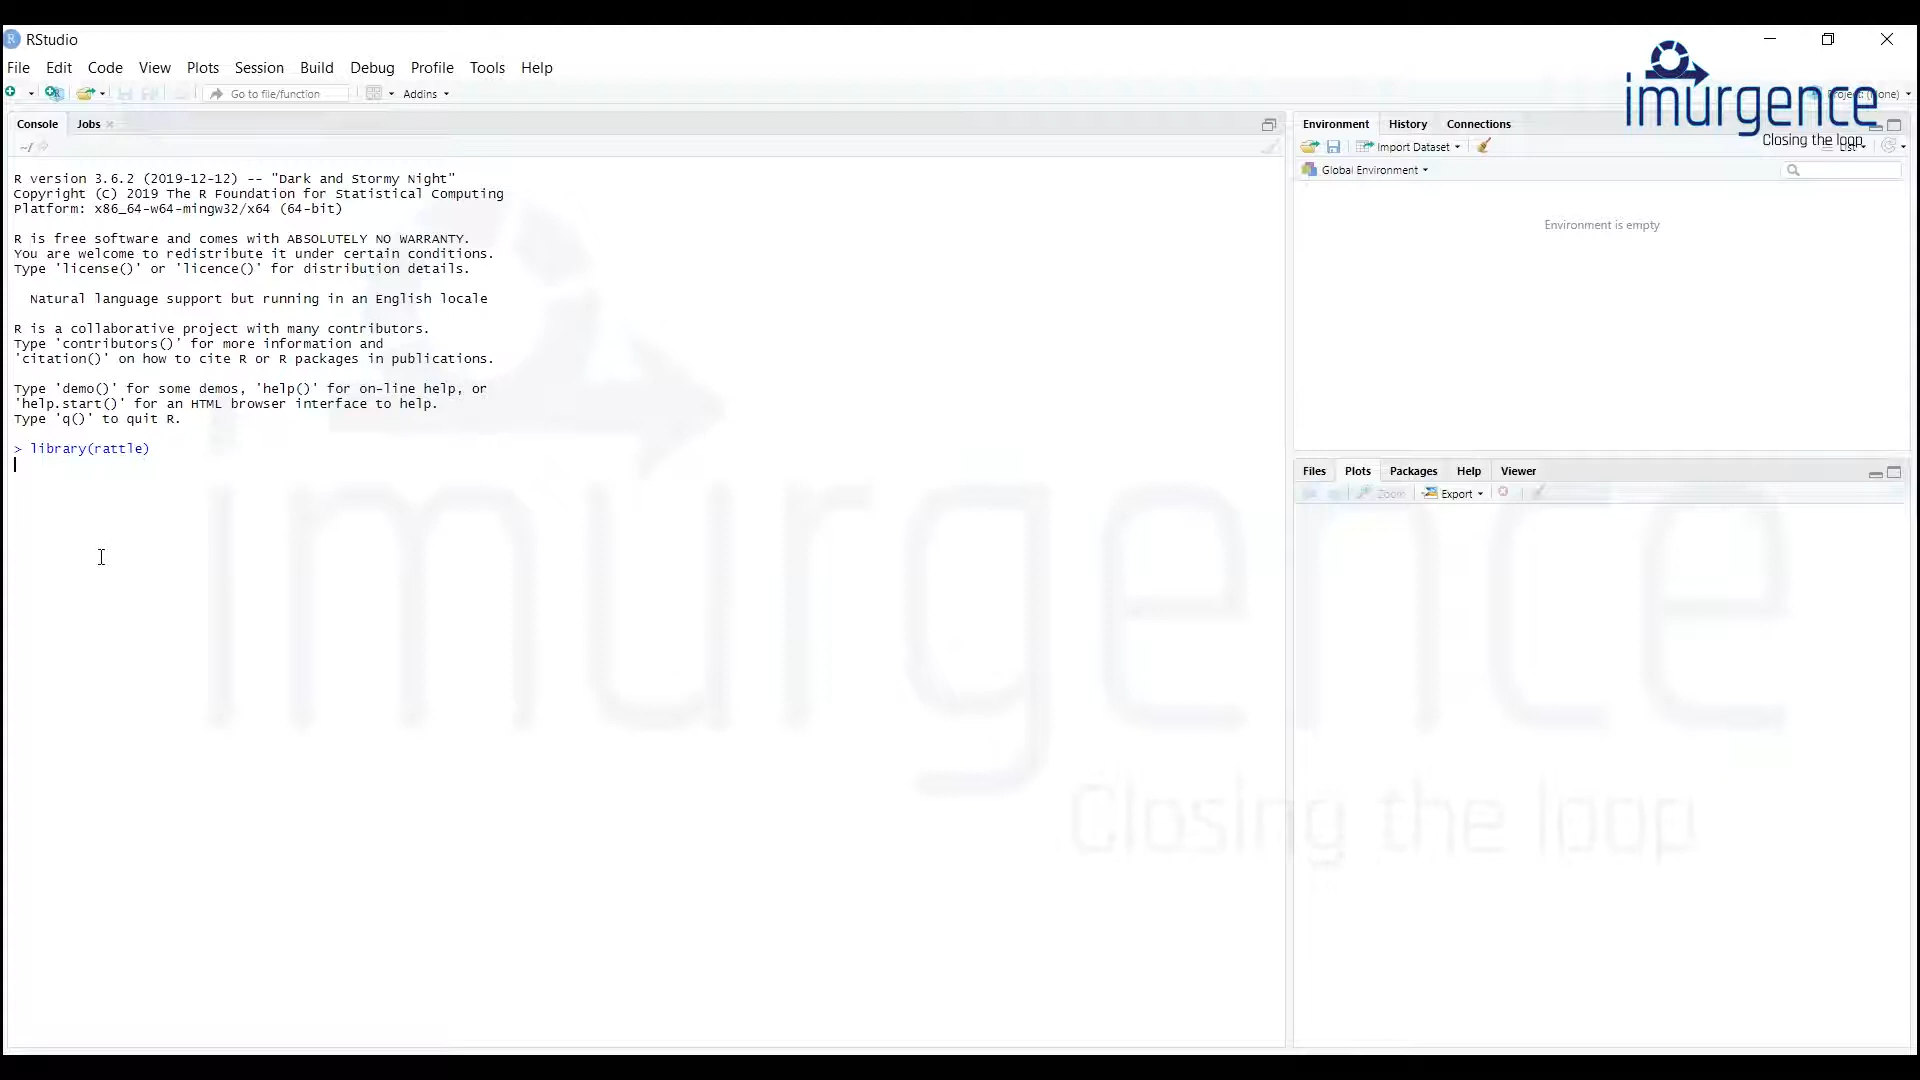 RStudio
File Edit Code View Plots Session Build Debug Profile Tools Help
Go to file/function
Addins
imurgence
Closing the loop
Console Jobs
~/
R version 3.6.2 (2019-12-12) -- "Dark and Stormy Night"
Copyright (C) 2019 The R Foundation for Statistical Computing
Platform: x86_64-w64-mingw32/x64 (64-bit)
R is free software and comes with ABSOLUTELY NO WARRANTY.
You are welcome to redistribute it under certain conditions.
Type 'license()' or 'licence()' for distribution details.
Natural language support but running in an English locale
R is a collaborative project with many contributors.
Type 'contributors()' for more information and
'citation()' on how to cite R or R packages in publications.
Type 'demo()' for some demos, 'help()' for on-line help, or
'help.start()' for an HTML browser interface to help.
Type 'q()' to quit R.
> library(rattle)
Environment History Connections
Import Dataset
Global Environment
Environment is empty
Files Plots Packages Help Viewer
Zoom Export
imurgence
Closing the loop